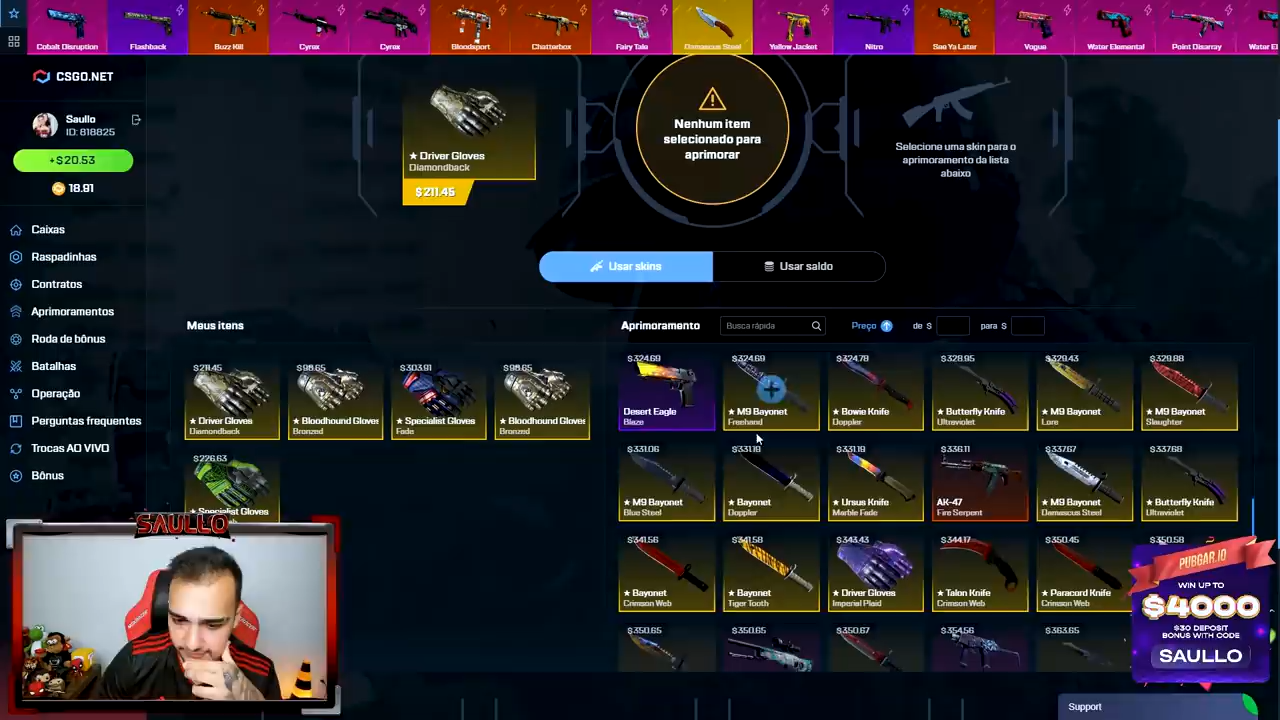 Cobalt Disruption
Flashback
Buzz Kill
Cyrex
Cyrex
Bloodsport
Chatterbox
Fairy Tale
Damascus Steel
Yellow Jacket
Nitro
See Ya Later
Vogue
Water Elemental
Point Disarray
Water El
CSGO.NET
Saullo
ID: 818825
+$20.53
18.91
Caixas
Raspadinhas
Contratos
Aprimoramentos
Roda de bônus
Batalhas
Operação
Perguntas frequentes
Trocas AO VIVO
Bônus
★ Driver Gloves
Diamondback
$211.45
Nenhum item
selecionado para
aprimorar
Selecione uma skin para o
aprimoramento da lista
abaixo
Usar skins
Usar saldo
Meus itens
$211.45
★ Driver Gloves
Diamondback
$98.65
★ Bloodhound Gloves
Bronzed
$303.91
★ Specialist Gloves
Fade
$98.65
★ Bloodhound Gloves
Bronzed
$226.63
★ Specialist Gloves
Aprimoramento
Busca rápida
Preço
de $
para $
$324.69
Desert Eagle
Blaze
$324.69
★ M9 Bayonet
Freehand
$324.78
★ Bowie Knife
Doppler
$328.95
★ Butterfly Knife
Ultraviolet
$329.43
★ M9 Bayonet
Lore
$329.88
★ M9 Bayonet
Slaughter
$331.06
★ M9 Bayonet
Blue Steel
$331.19
★ Bayonet
Doppler
$331.19
★ Ursus Knife
Marble Fade
$336.11
AK-47
Fire Serpent
$337.67
★ M9 Bayonet
Damascus Steel
$337.68
★ Butterfly Knife
Ultraviolet
$341.56
★ Bayonet
Crimson Web
$341.58
★ Bayonet
Tiger Tooth
$343.43
★ Driver Gloves
Imperial Plaid
$344.17
★ Talon Knife
Crimson Web
$350.45
★ Paracord Knife
Crimson Web
$350.58
$350.65
$350.65
$350.67
$354.56
$363.65
SAULLO
PUBGAR.IO
WIN UP TO
$4000
$30 DEPOSIT
BONUS WITH CODE
SAULLO
Support